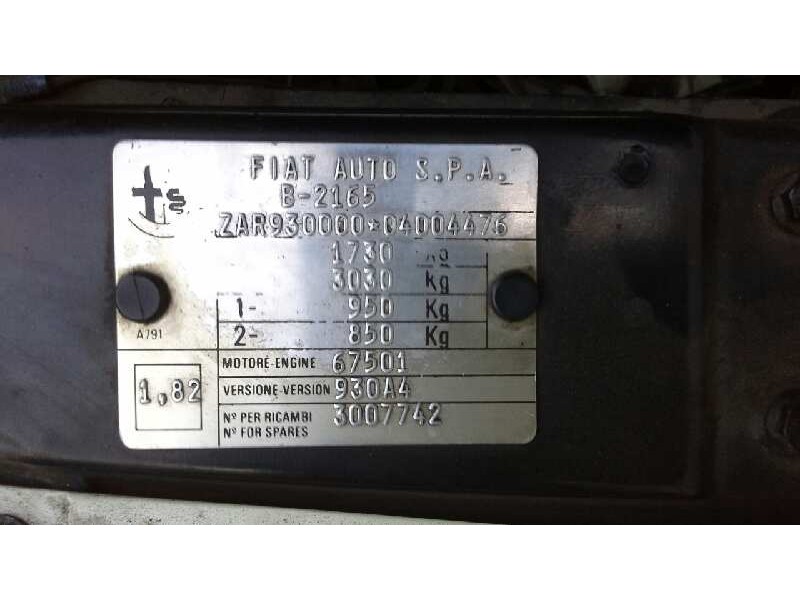 FIAT AUTO S.P.A.
B-2165
ZAR930000*04004476
1730 kg
3030 kg
1- 950 Kg
2- 850 Kg
A791
MOTORE-ENGINE 67501
1,82
VERSIONE-VERSION 930A4
Nº PER RICAMBI 3007742
Nº FOR SPARES